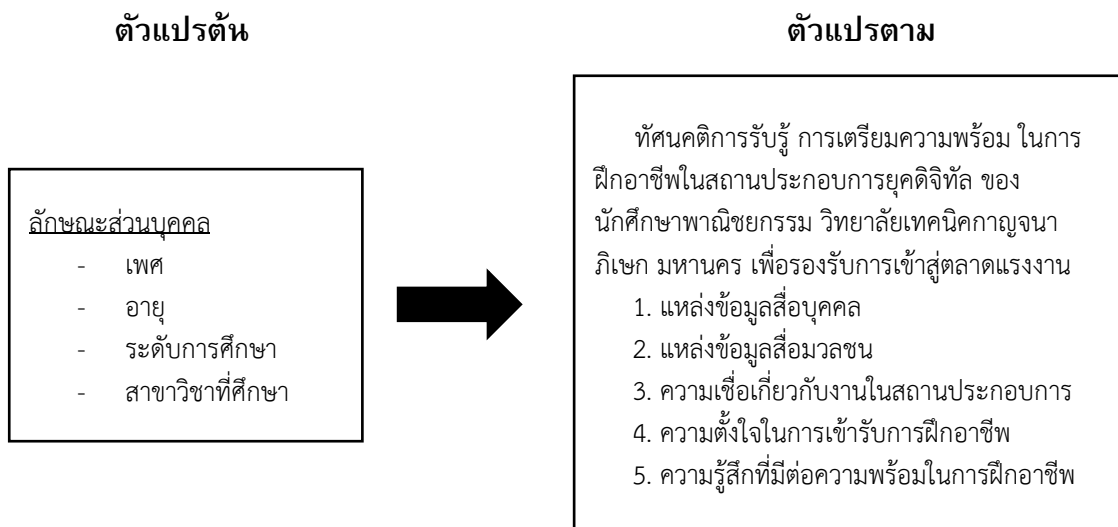 ตัวแปรต้น
ตัวแปรตาม
ลักษณะส่วนบุคคล
- เพศ
- อายุ
- ระดับการศึกษา
- สาขาวิชาที่ศึกษา
ทัศนคติการรับรู้ การเตรียมความพร้อม ในการ
ฝึกอาชีพในสถานประกอบการยุคดิจิทัล ของ
นักศึกษาพาณิชยกรรม วิทยาลัยเทคนิคกาญจนา
ภิเษก มหานคร เพื่อรองรับการเข้าสู่ตลาดแรงงาน
1. แหล่งข้อมูลสื่อบุคคล
2. แหล่งข้อมูลสื่อมวลชน
3. ความเชื่อเกี่ยวกับงานในสถานประกอบการ
4. ความตั้งใจในการเข้ารับการฝึกอาชีพ
5. ความรู้สึกที่มีต่อความพร้อมในการฝึกอาชีพ